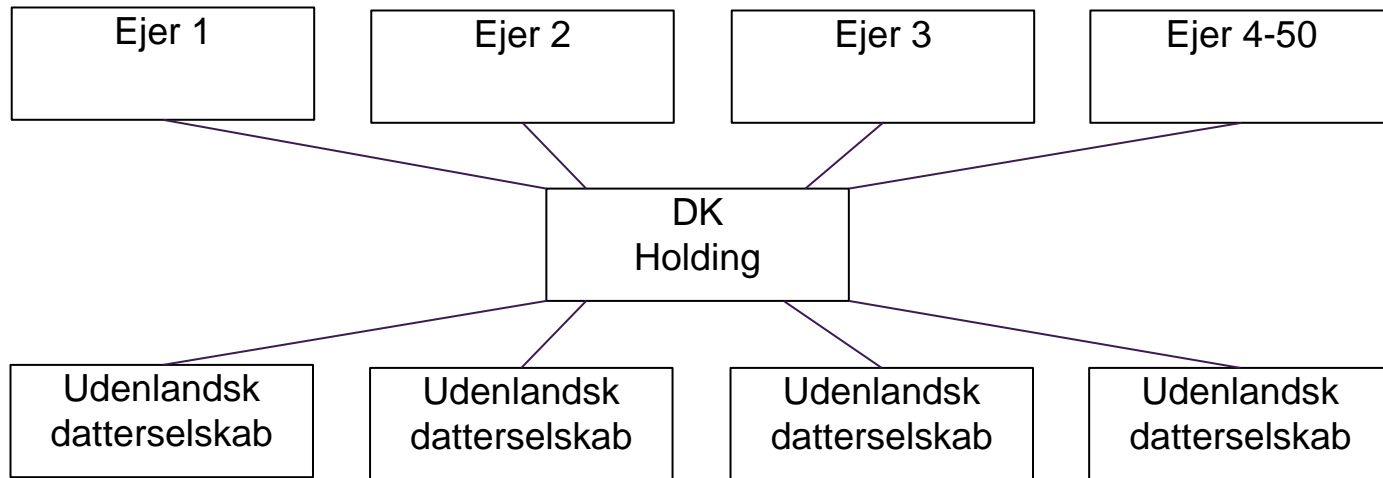 Ejer 1
Ejer 2
Ejer 3
Ejer 4-50
DK
Holding
Udenlandsk
datterselskab
Udenlandsk
datterselskab
Udenlandsk
datterselskab
Udenlandsk
datterselskab